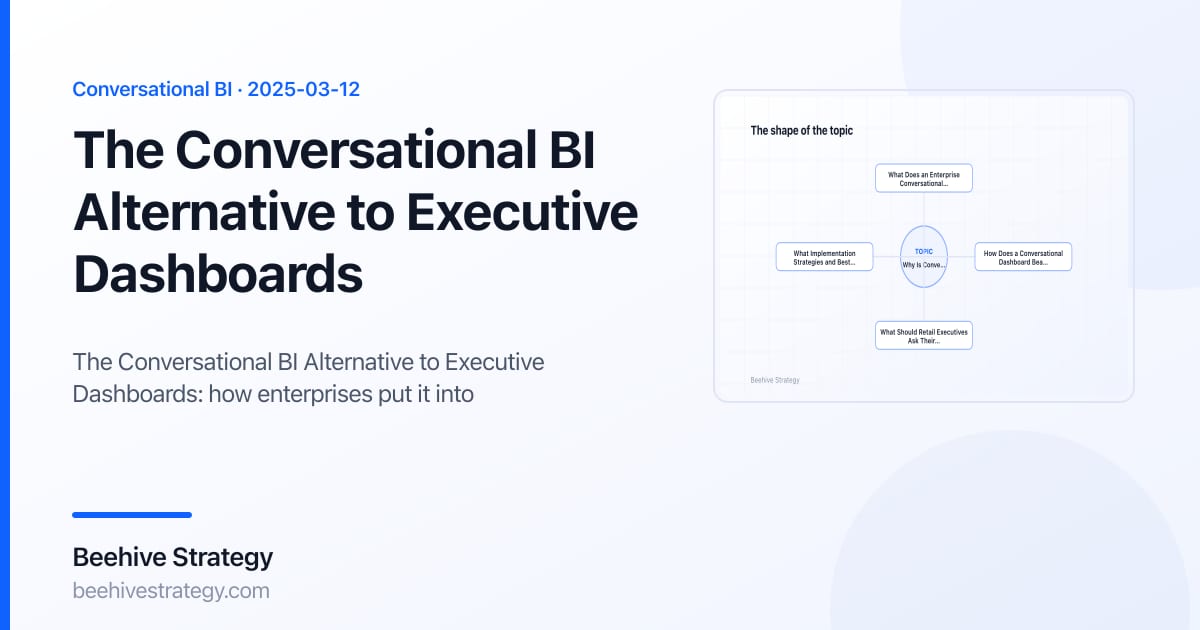 Conversational BI · 2025-03-12
The Conversational BI
Alternative to Executive
Dashboards
The Conversational BI Alternative to Executive
Dashboards: how enterprises put it into
Beehive Strategy
beehivestrategy.com
The shape of the topic
What Does an Enterprise
Conversational...
What Implementation
Strategies and Best...
TOPIC
Why Is Conve...
How Does a Conversational
Dashboard Bea...
What Should Retail Executives
Ask Their...
Beehive Strategy